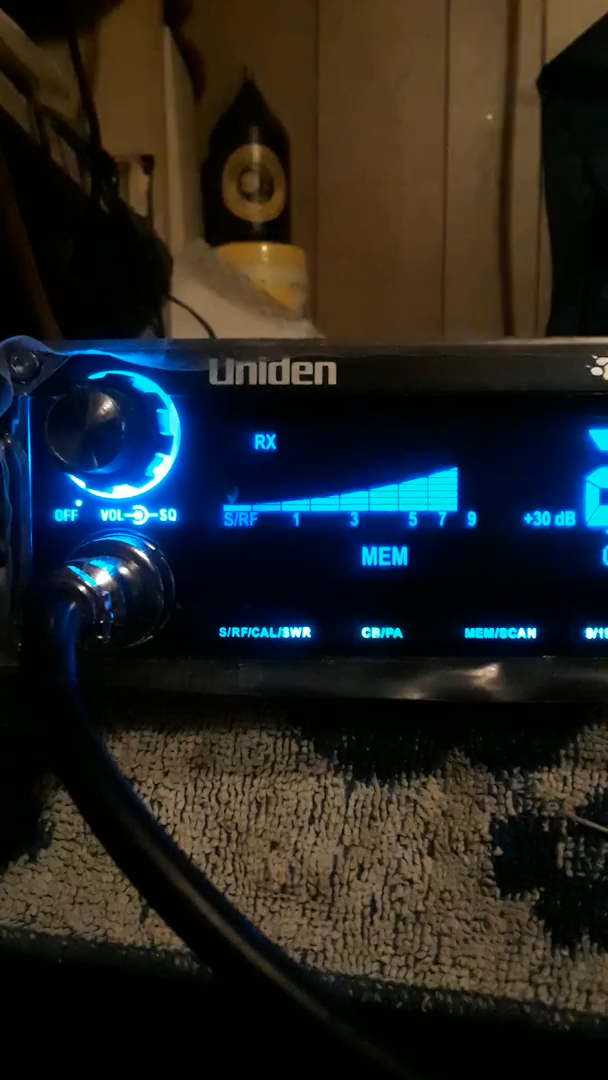 Uniden
RX
S/RF 1 3 5 7 9 +30 dB
OFF VOL SQ
MEM
S/RF/CAL/SWR CB/PA MEM/SCAN